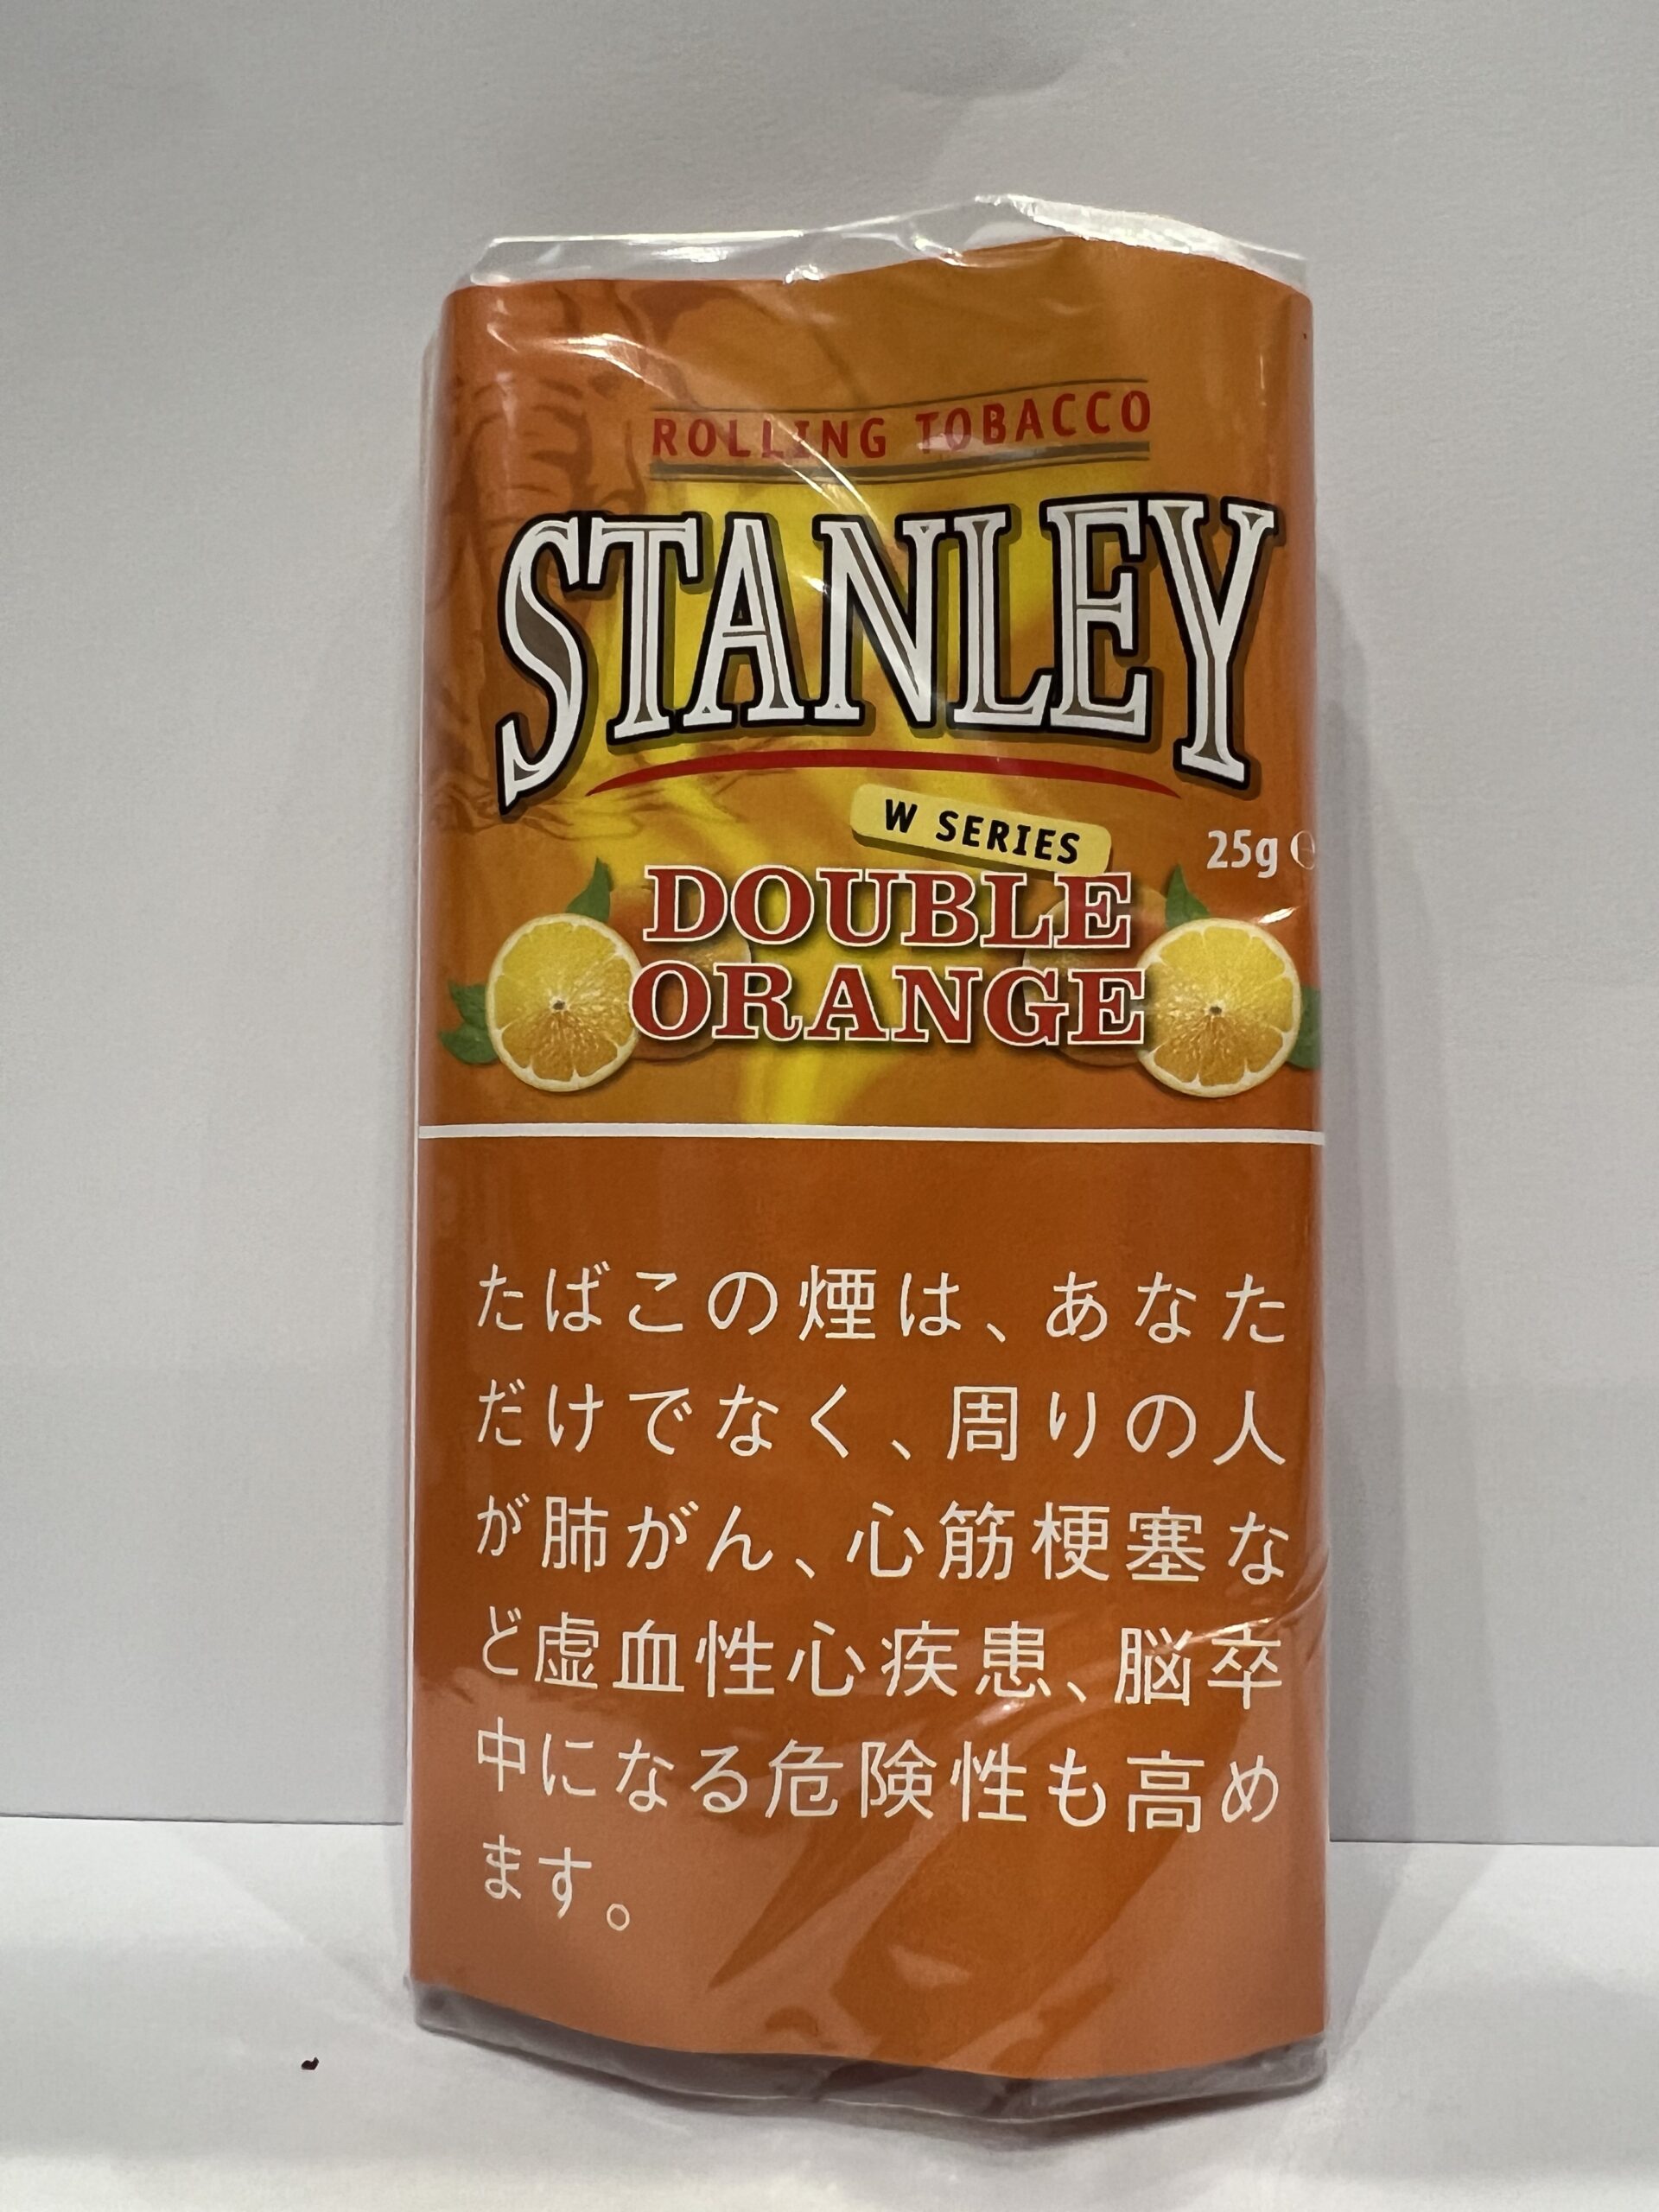 ROLLING TOBACCO
STANLEY
W SERIES
25g ℮
DOUBLE
ORANGE
たばこの煙は、あなた
だけでなく、周りの人
が肺がん、心筋梗塞な
ど虚血性心疾患、脳卒
中になる危険性も高め
ます。